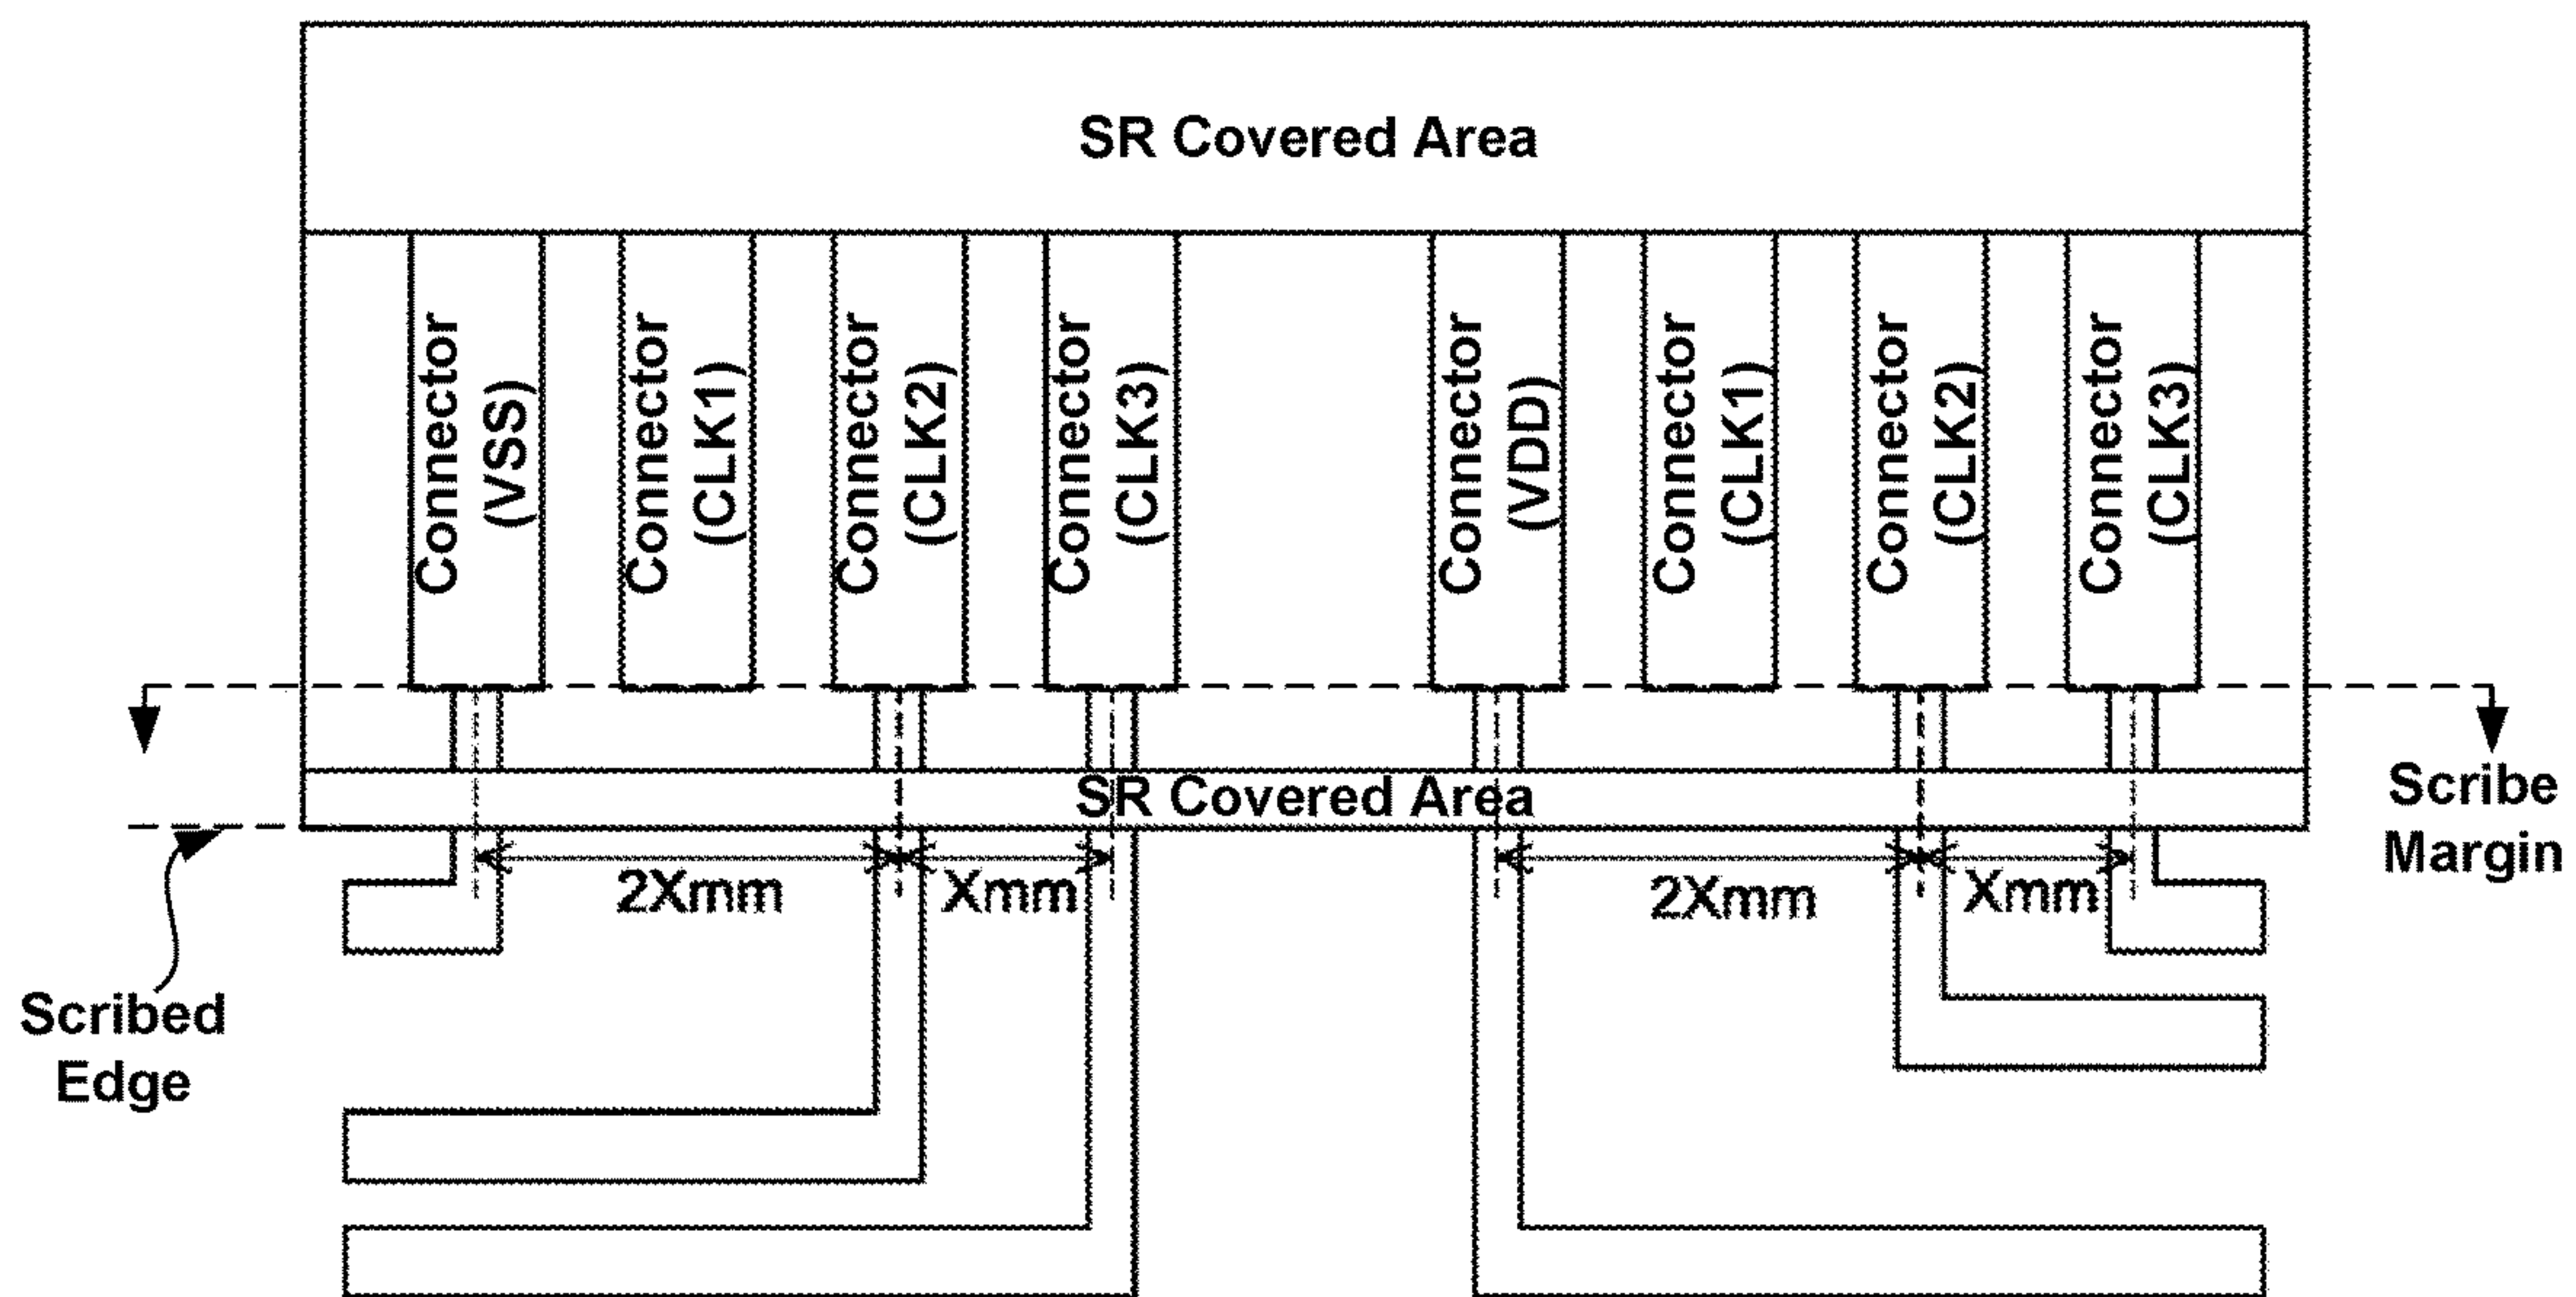 SR Covered Area
Connector
(VSS)
Connector
(CLK1)
Connector
(CLK2)
Connector
(CLK3)
Connector
(VDD)
Connector
(CLK1)
Connector
(CLK2)
Connector
(CLK3)
SR Covered Area
Scribe
Margin
2Xmm
Xmm
2Xmm
Xmm
Scribed
Edge